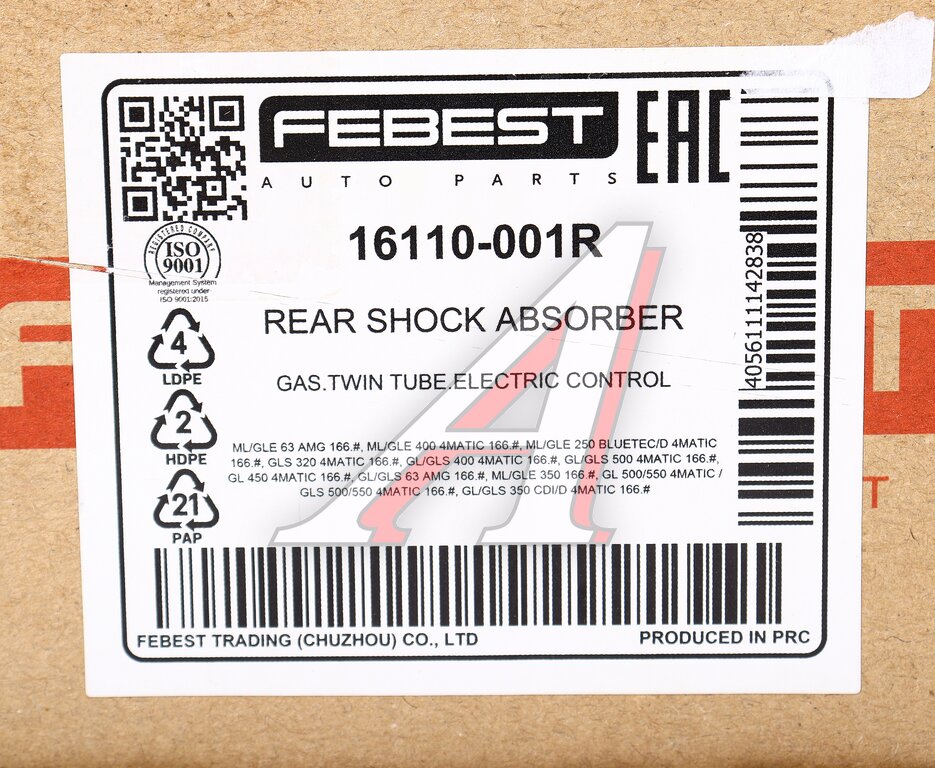 FEBEST
EAC
AUTO PARTS
16110-001R
REGISTERED COMPANY
ISO
9001
Management System
registered under
ISO 9001:2015
REAR SHOCK ABSORBER
4056111142838
4
LDPE
GAS.TWIN TUBE.ELECTRIC CONTROL
2
HDPE
ML/GLE 63 AMG 166.#, ML/GLE 400 4MATIC 166.#, ML/GLE 250 BLUETEC/D 4MATIC
166.#, GLS 320 4MATIC 166.#, GL/GLS 400 4MATIC 166.#, GL/GLS 500 4MATIC 166.#,
GL 450 4MATIC 166.#, GL/GLS 63 AMG 166.#, ML/GLE 350 166.#, GL 500/550 4MATIC /
GLS 500/550 4MATIC 166.#, GL/GLS 350 CDI/D 4MATIC 166.#
21
PAP
FEBEST TRADING (CHUZHOU) CO., LTD
PRODUCED IN PRC